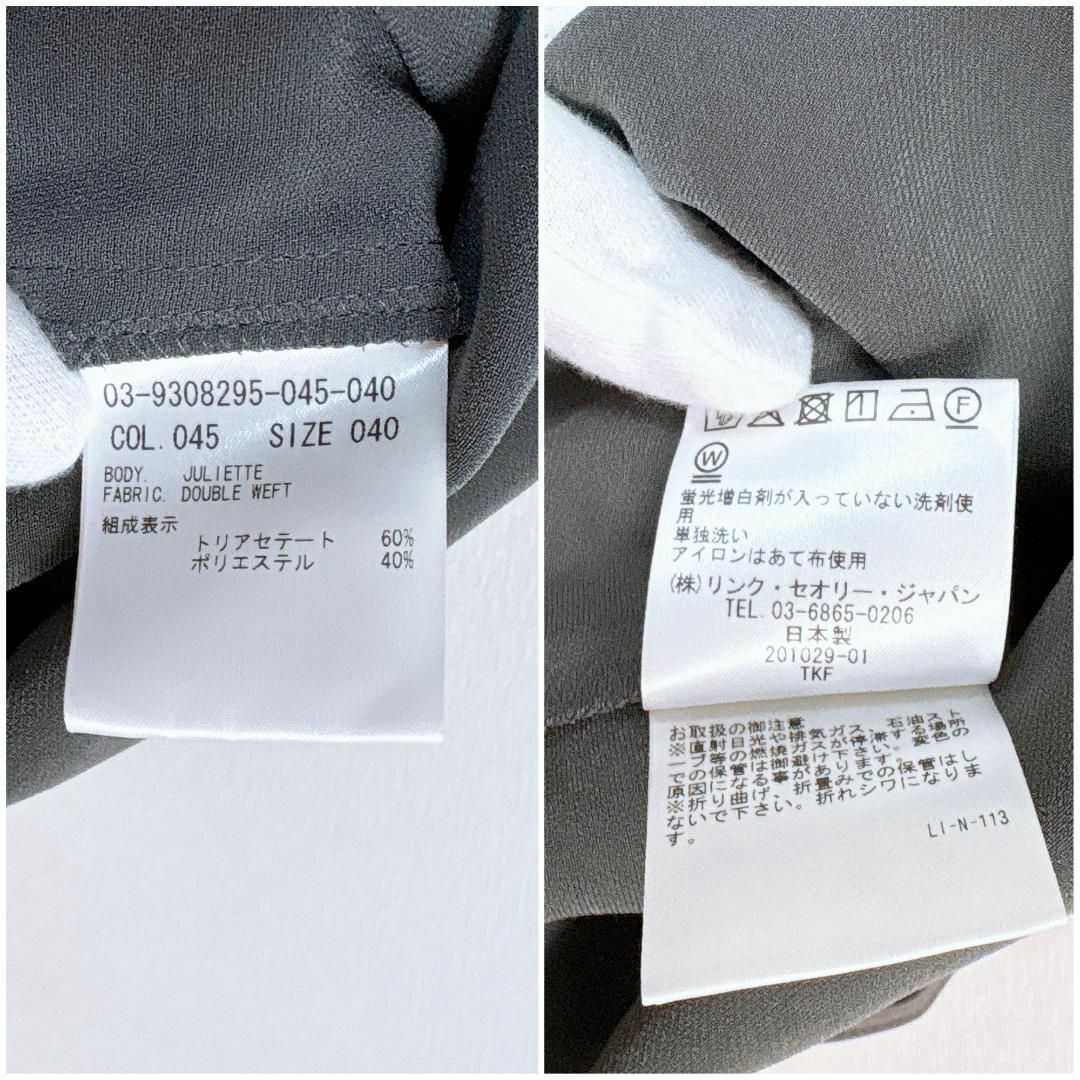 03-9308295-045-040
COL. 045 SIZE 040
BODY. JULIETTE
FABRIC. DOUBLE WEFT
組成表示
トリアセテート 60%
ポリエステル 40%
F
W
蛍光増白剤が入っていない洗剤使
用
単独洗い
アイロンはあて布使用
(株)リンク・セオリー・ジャパン
TEL. 03-6865-0206
日本製
201029-01
TKF
お取扱の御注意
※直射日光や排気ガス、石油スト
ーブ等の燃焼ガスが停滞する場所
での保管は御避け下さい。変色の
原因になる事があります。
※折り曲げ、折畳みでの保管はし
ないで下さい。折れシワになりま
す。
LI-N-113